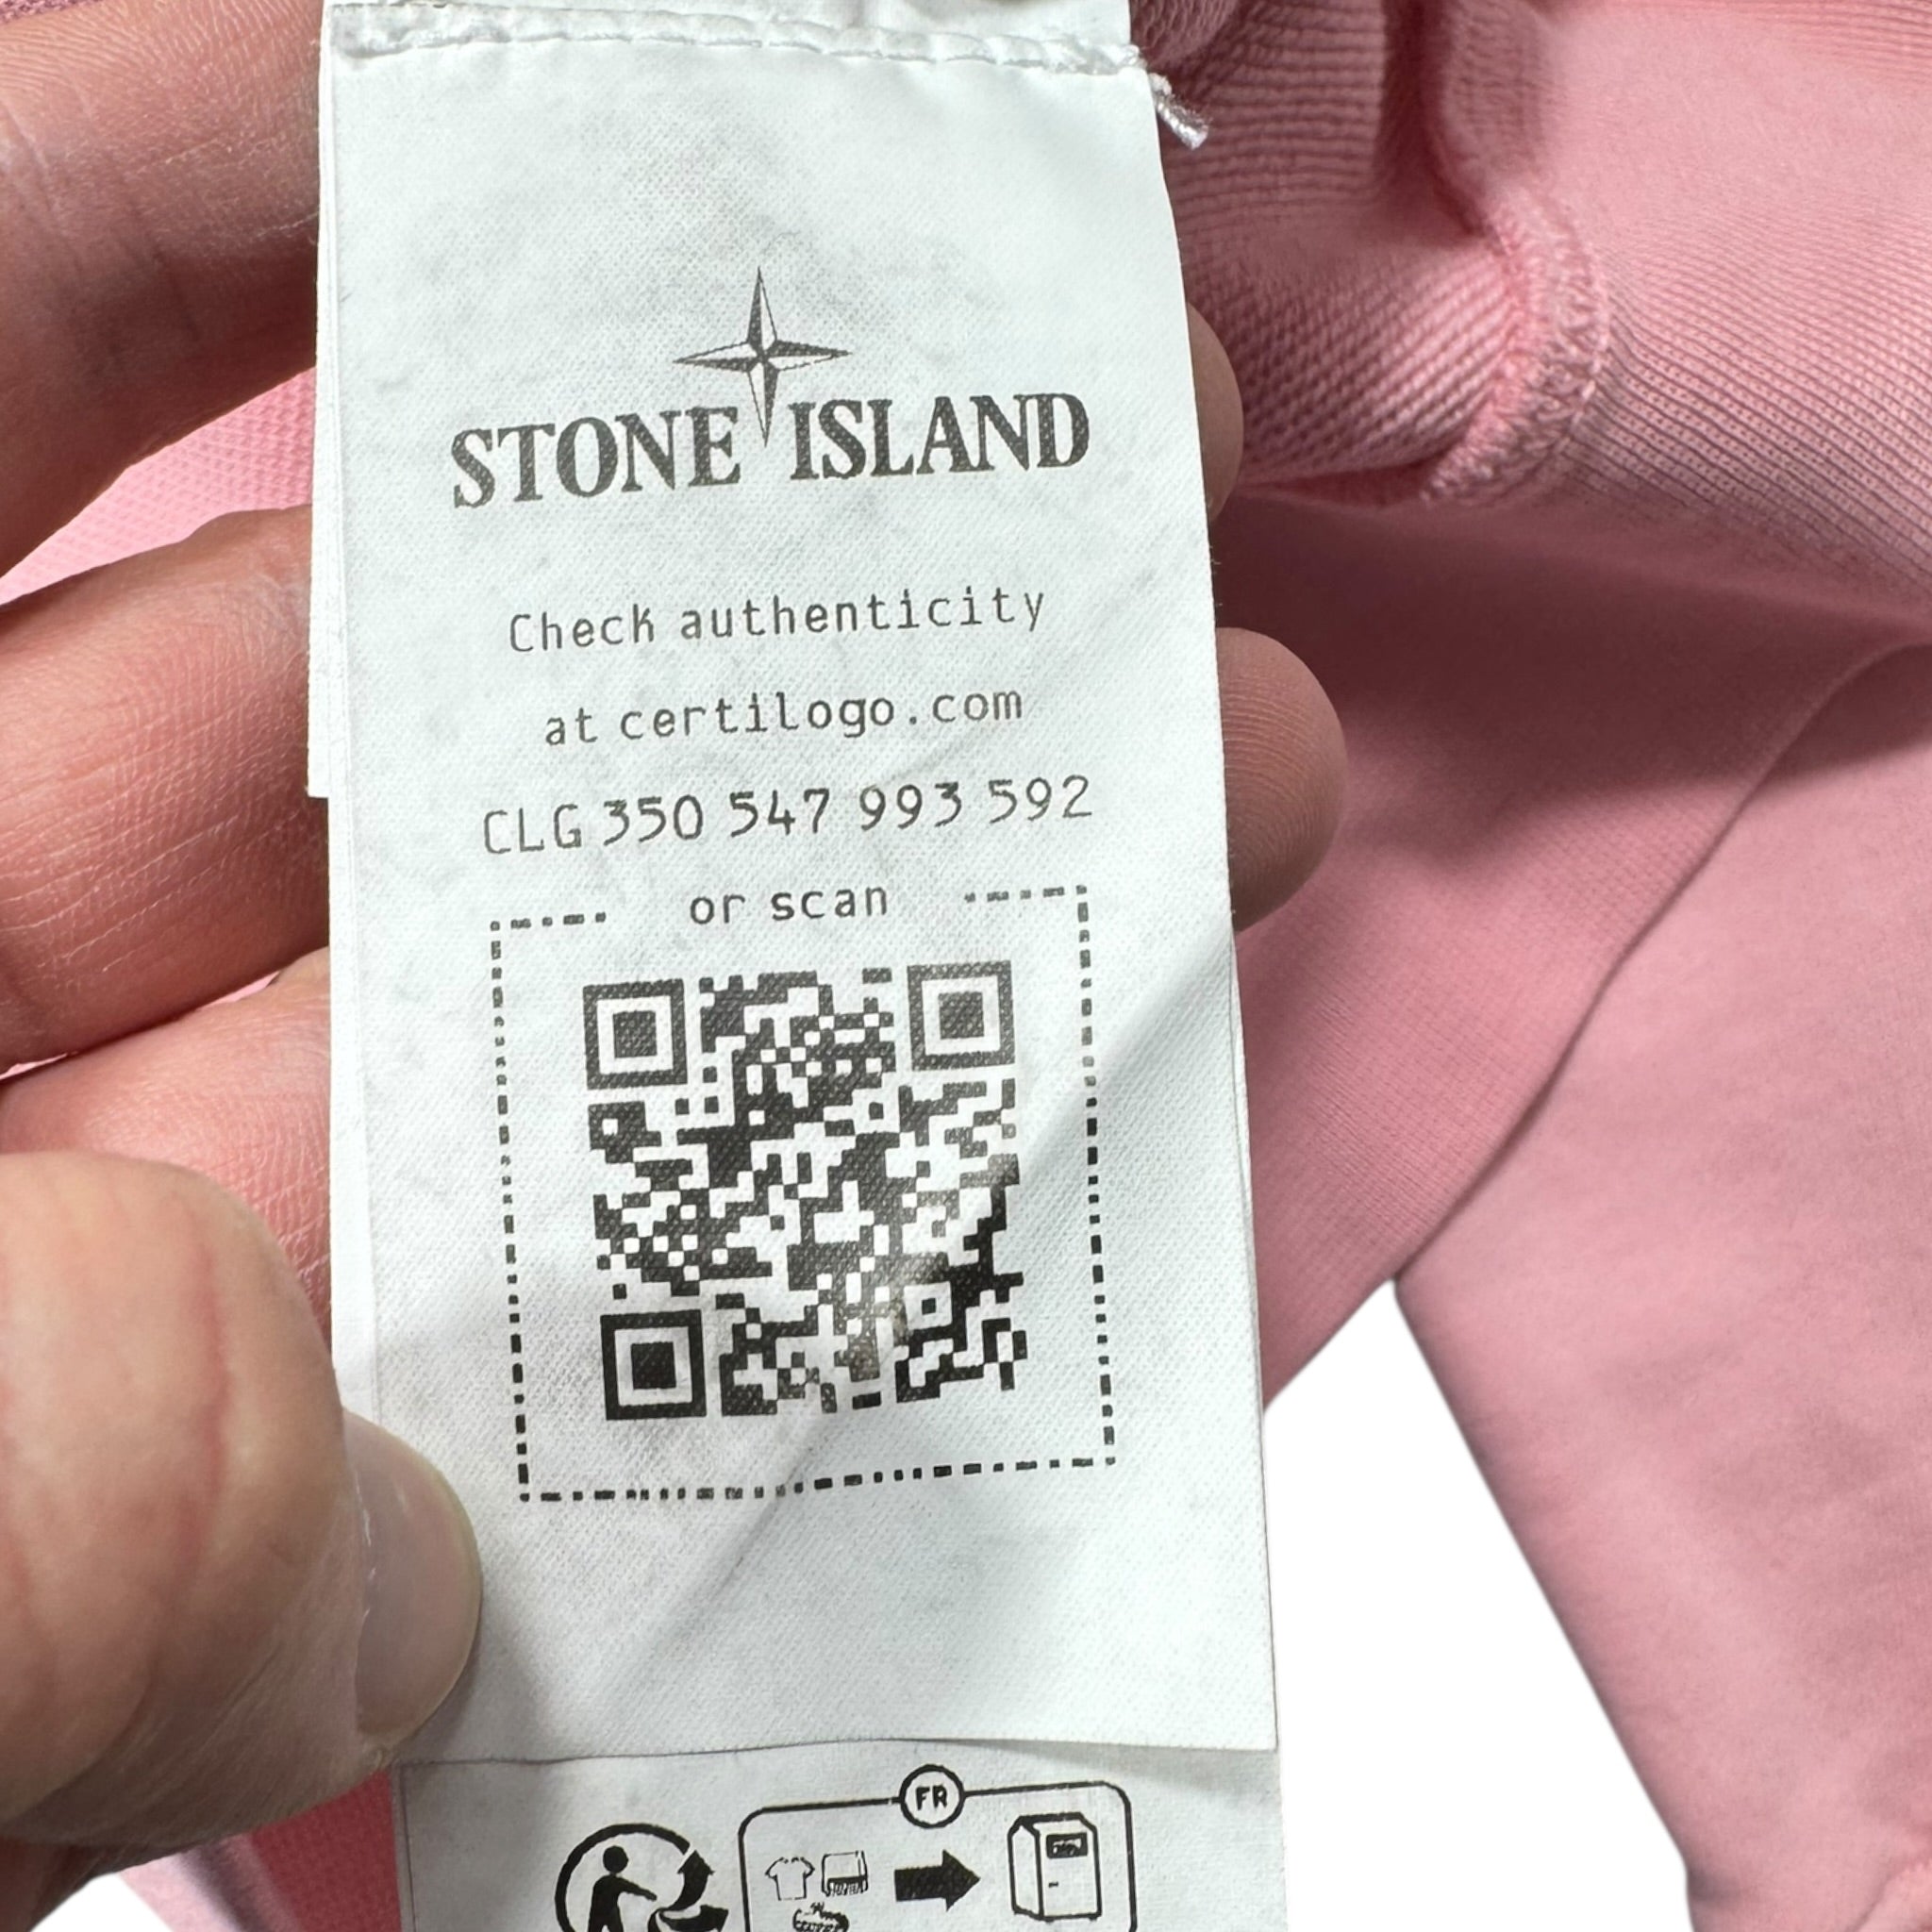 STONE ISLAND
Check authenticity
at certilogo.com
CLG 350 547 993 592
or scan
FR